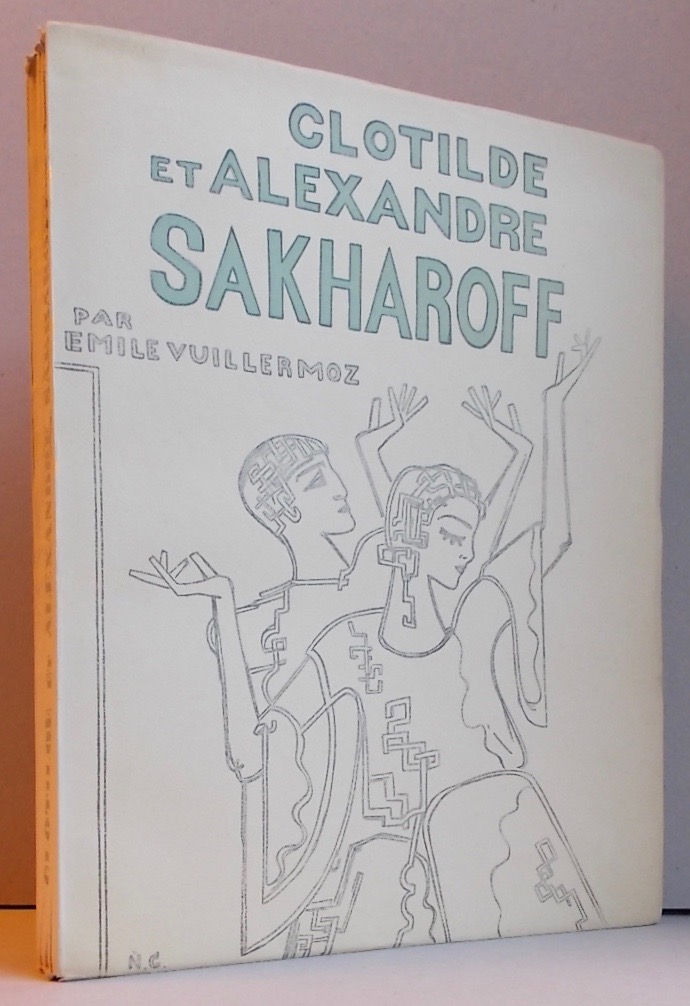 CLOTILDE
ET ALEXANDRE
SAKHAROFF
PAR
EMILE VUILLERMOZ
N.G.